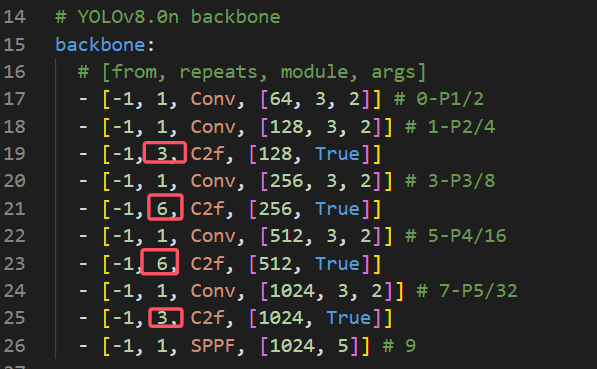 14 # YOLOv8.0n backbone
15 backbone:
16 # [from, repeats, module, args]
17 - [-1, 1, Conv, [64, 3, 2]] # 0-P1/2
18 - [-1, 1, Conv, [128, 3, 2]] # 1-P2/4
19 - [-1, 3, C2f, [128, True]]
20 - [-1, 1, Conv, [256, 3, 2]] # 3-P3/8
21 - [-1, 6, C2f, [256, True]]
22 - [-1, 1, Conv, [512, 3, 2]] # 5-P4/16
23 - [-1, 6, C2f, [512, True]]
24 - [-1, 1, Conv, [1024, 3, 2]] # 7-P5/32
25 - [-1, 3, C2f, [1024, True]]
26 - [-1, 1, SPPF, [1024, 5]] # 9